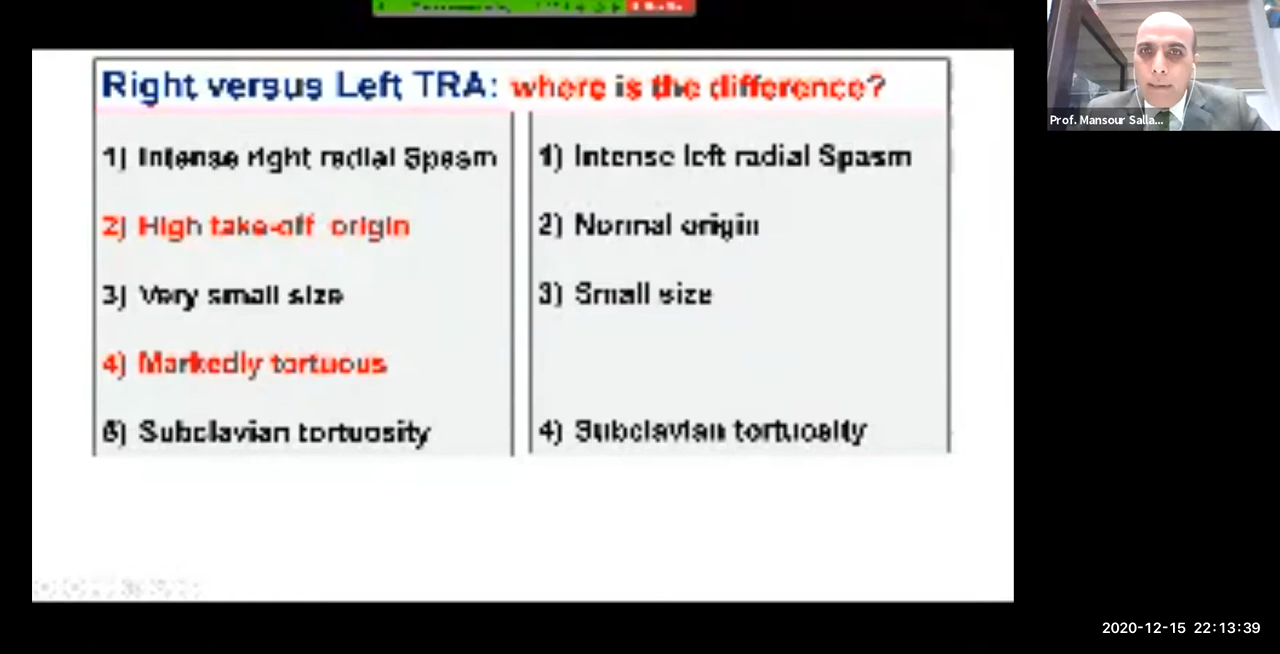 Right versus Left TRA: where is the difference?
1) Intense right radial Spasm
2) High take-off origin
3) Very small size
4) Markedly tortuous
5) Subclavian tortuosity
1) Intense left radial Spasm
2) Normal origin
3) Small size
4) Subclavian tortuosity
Prof. Mansour Salla...
2020-12-15 22:13:39